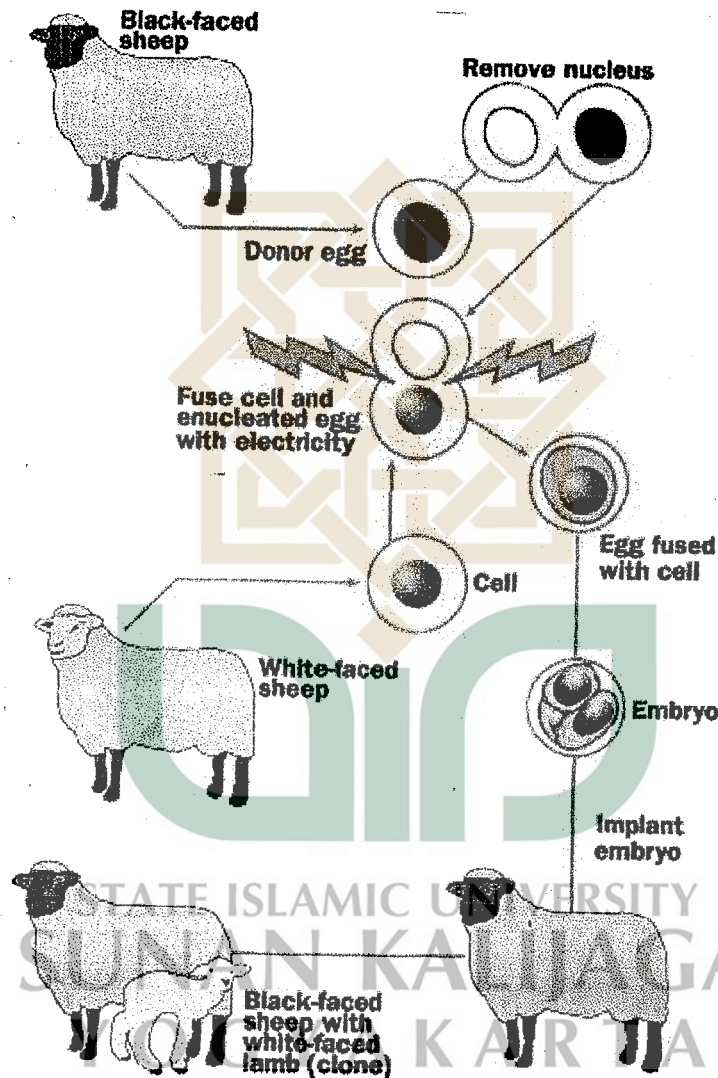 Black-faced
sheep
Remove nucleus
Donor egg
Fuse cell and
enucleated egg
with electricity
Egg fused
with cell
Cell
White-faced
sheep
Embryo
Implant
embryo
STATE ISLAMIC UNIVERSITY
SUNAN KALIJAGA
YOGYAKARTA
Black-faced
sheep with
white-faced
lamb (clone)